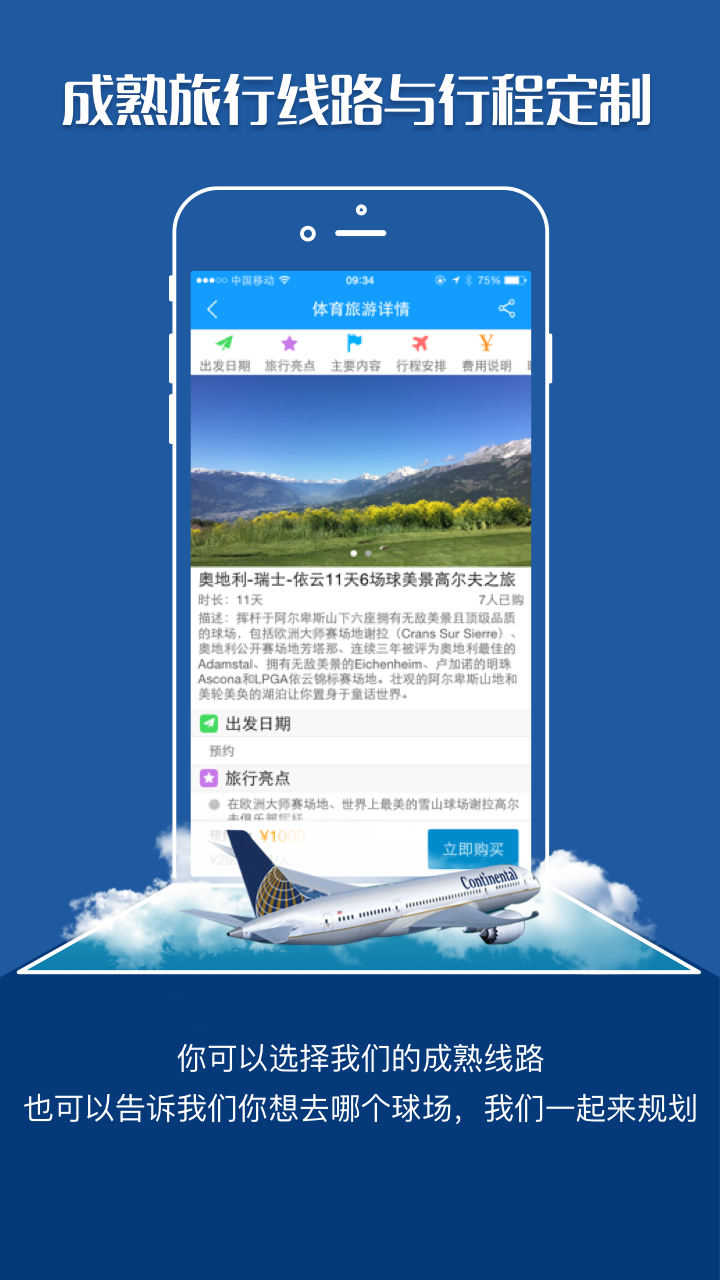 成熟旅行线路与行程定制
中国移动 09:34 75%
体育旅游详情
出发日期 旅行亮点 主要内容 行程安排 费用说明
奥地利-瑞士-依云11天6场球美景高尔夫之旅
时长：11天 7人已购
描述：挥杆于阿尔卑斯山下六座拥有无敌美景且顶级品质
的球场，包括欧洲大师赛场地谢拉（Crans Sur Sierre）、
奥地利公开赛场地芳塔那、连续三年被评为奥地利最佳的
Adamstal、拥有无敌美景的Eichenheim、卢加诺的明珠
Ascona和LPGA依云锦标赛场地。壮观的阿尔卑斯山地和
美轮美奂的湖泊让你置身于童话世界。
出发日期
预约
旅行亮点
在欧洲大师赛场地、世界上最美的雪山球场谢拉高尔
夫俱乐部挥杆
¥1000
立即购买
Continental
你可以选择我们的成熟线路
也可以告诉我们你想去哪个球场，我们一起来规划